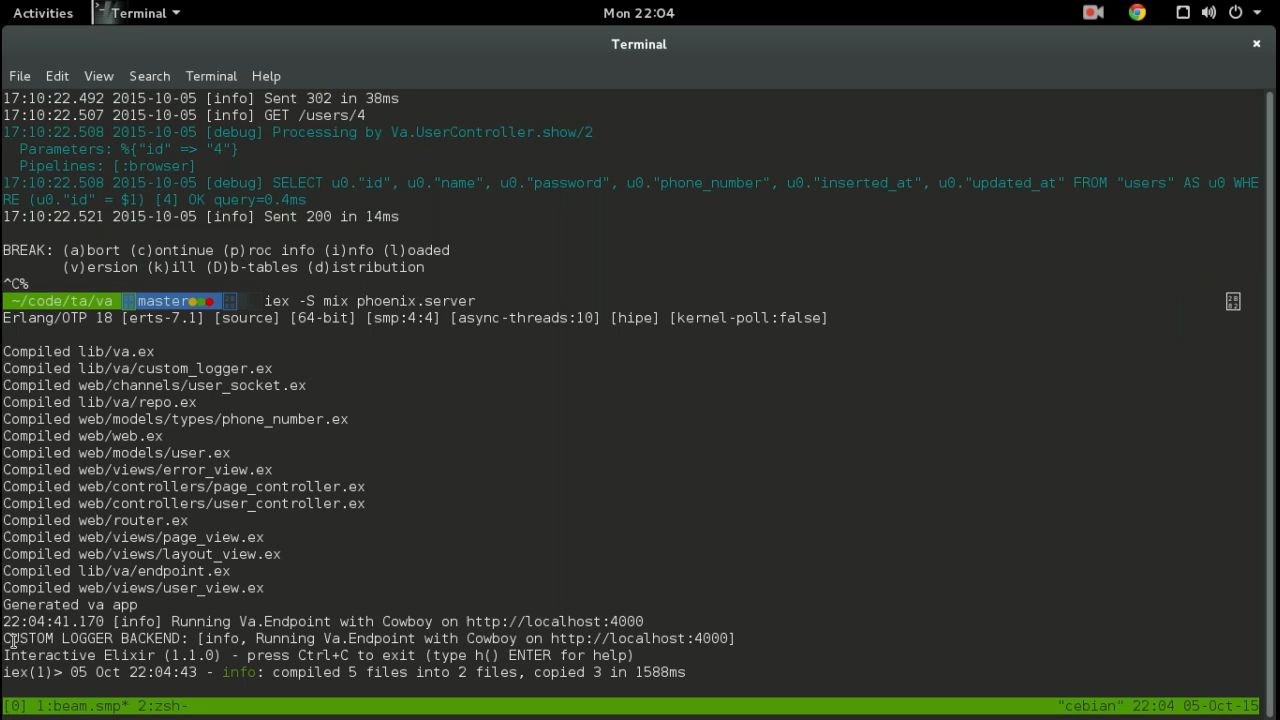 Activities Terminal Mon 22:04
Terminal ×
File Edit View Search Terminal Help
17:10:22.492 2015-10-05 [info] Sent 302 in 38ms
17:10:22.507 2015-10-05 [info] GET /users/4
17:10:22.508 2015-10-05 [debug] Processing by Va.UserController.show/2
  Parameters: %{"id" => "4"}
  Pipelines: [:browser]
17:10:22.508 2015-10-05 [debug] SELECT u0."id", u0."name", u0."password", u0."phone_number", u0."inserted_at", u0."updated_at" FROM "users" AS u0 WHE
RE (u0."id" = $1) [4] OK query=0.4ms
17:10:22.521 2015-10-05 [info] Sent 200 in 14ms
BREAK: (a)bort (c)ontinue (p)roc info (i)nfo (l)oaded
       (v)ersion (k)ill (D)b-tables (d)istribution
^C%
~/code/ta/va master iex -S mix phoenix.server
Erlang/OTP 18 [erts-7.1] [source] [64-bit] [smp:4:4] [async-threads:10] [hipe] [kernel-poll:false]
Compiled lib/va.ex
Compiled lib/va/custom_logger.ex
Compiled web/channels/user_socket.ex
Compiled lib/va/repo.ex
Compiled web/models/types/phone_number.ex
Compiled web/web.ex
Compiled web/models/user.ex
Compiled web/views/error_view.ex
Compiled web/controllers/page_controller.ex
Compiled web/controllers/user_controller.ex
Compiled web/router.ex
Compiled web/views/page_view.ex
Compiled web/views/layout_view.ex
Compiled lib/va/endpoint.ex
Compiled web/views/user_view.ex
Generated va app
22:04:41.170 [info] Running Va.Endpoint with Cowboy on http://localhost:4000
CUSTOM LOGGER BACKEND: [info, Running Va.Endpoint with Cowboy on http://localhost:4000]
Interactive Elixir (1.1.0) - press Ctrl+C to exit (type h() ENTER for help)
iex(1)> 05 Oct 22:04:43 - info: compiled 5 files into 2 files, copied 3 in 1588ms
[0] 1:beam.smp* 2:zsh- "cebian" 22:04 05-Oct-15